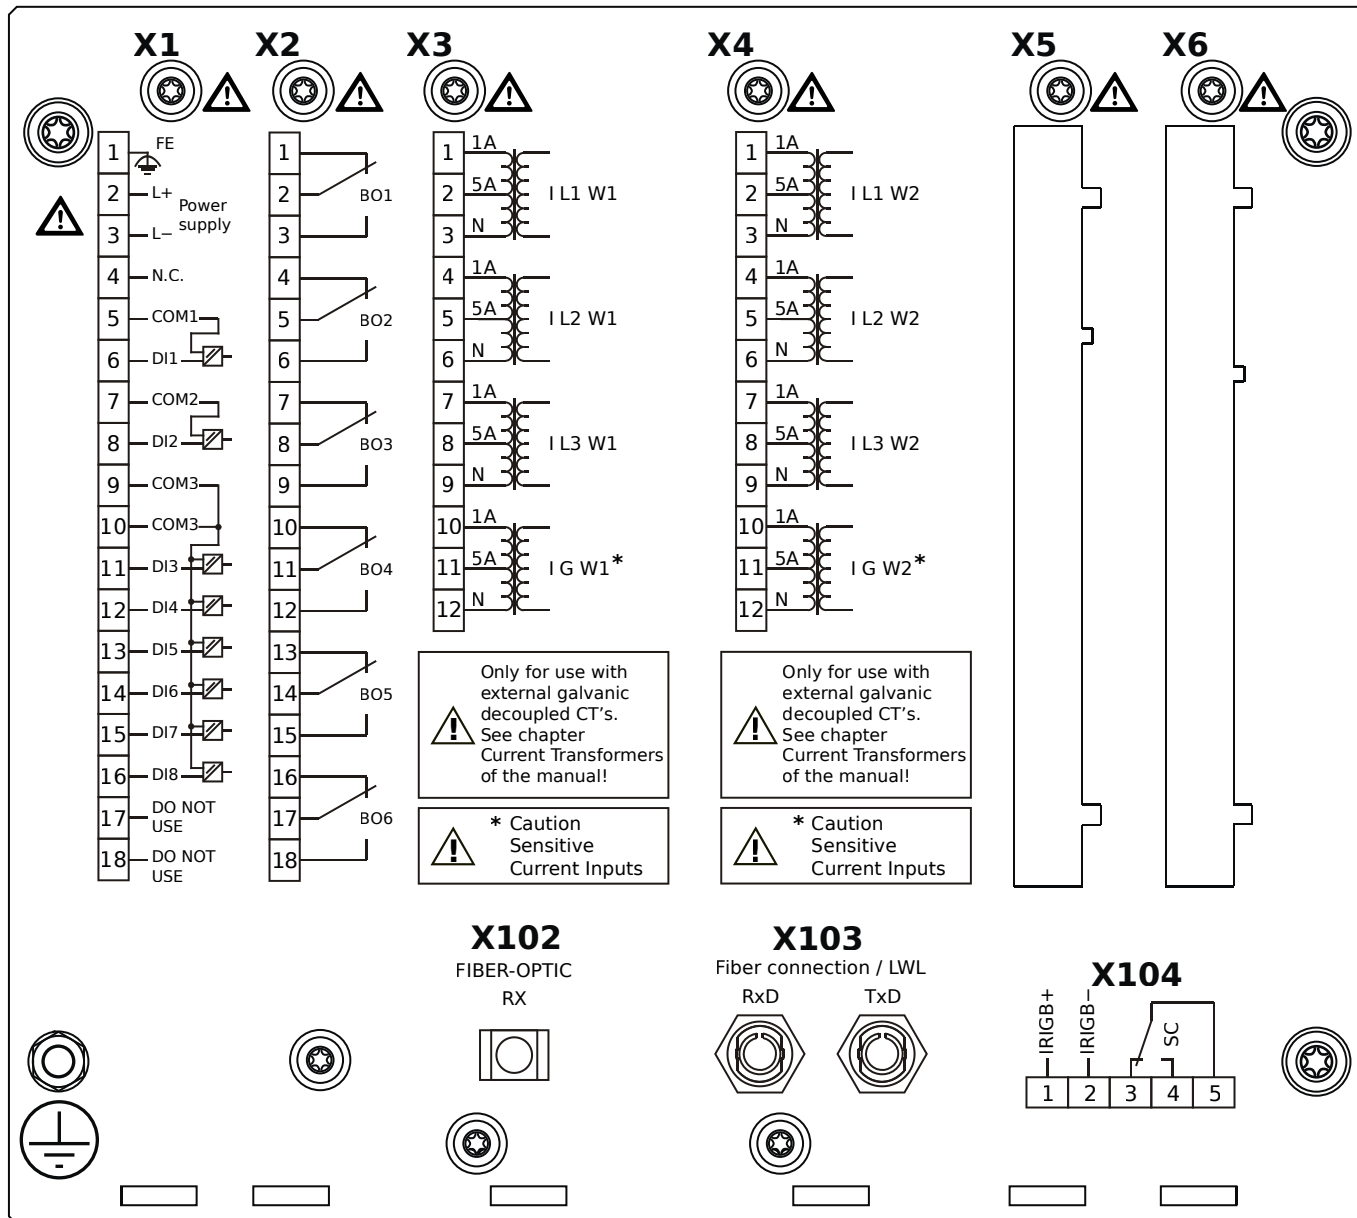 X1
X2
X3
X4
X5
X6
1 FE
2 L+
Power
supply
3 L−
4 N.C.
5 COM1
6 DI1
7 COM2
8 DI2
9 COM3
10 COM3
11 DI3
12 DI4
13 DI5
14 DI6
15 DI7
16 DI8
17 DO NOT
USE
18 DO NOT
USE
1
2 BO1
3
4
5 BO2
6
7
8 BO3
9
10
11 BO4
12
13
14 BO5
15
16
17 BO6
18
1 1A
2 5A I L1 W1
3 N
4 1A
5 5A I L2 W1
6 N
7 1A
8 5A I L3 W1
9 N
10 1A
11 5A I G W1*
12 N
Only for use with
external galvanic
decoupled CT's.
See chapter
Current Transformers
of the manual!
* Caution
Sensitive
Current Inputs
1 1A
2 5A I L1 W2
3 N
4 1A
5 5A I L2 W2
6 N
7 1A
8 5A I L3 W2
9 N
10 1A
11 5A I G W2*
12 N
Only for use with
external galvanic
decoupled CT's.
See chapter
Current Transformers
of the manual!
* Caution
Sensitive
Current Inputs
X102
FIBER-OPTIC
RX
X103
Fiber connection / LWL
RxD TxD
X104
IRIGB+
IRIGB−
SC
1 2 3 4 5